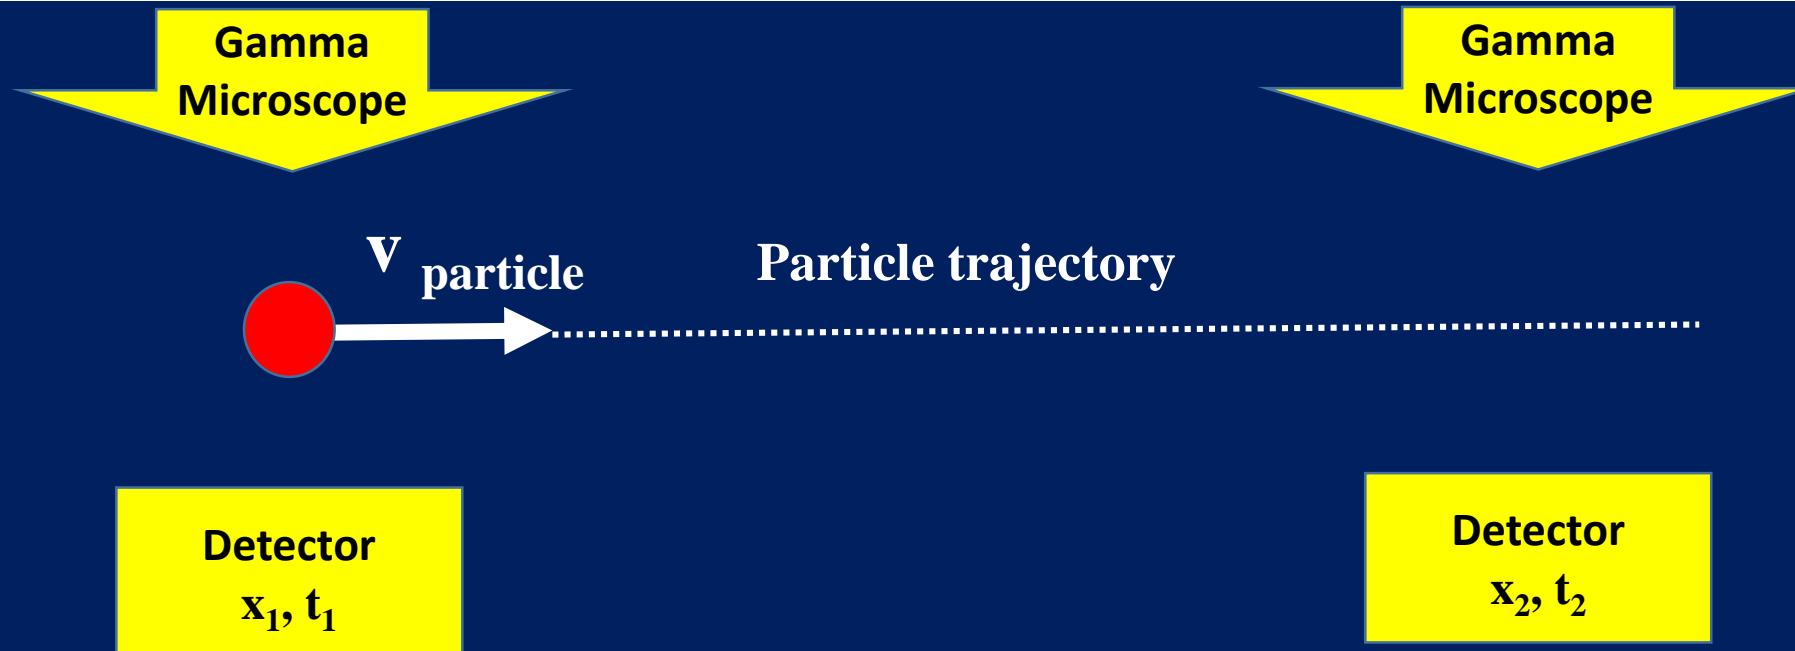 Gamma
Microscope
Gamma
Microscope
v particle
Particle trajectory
Detector
x₁, t₁
Detector
x₂, t₂